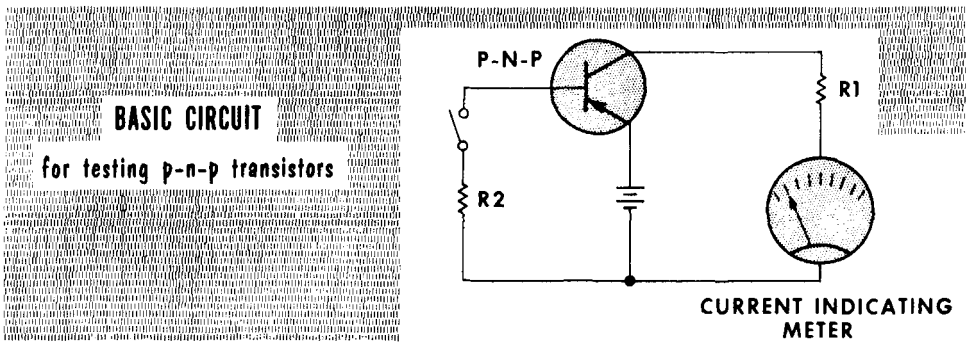 BASIC CIRCUIT
for testing p-n-p transistors
P-N-P
R1
R2
CURRENT INDICATING
METER